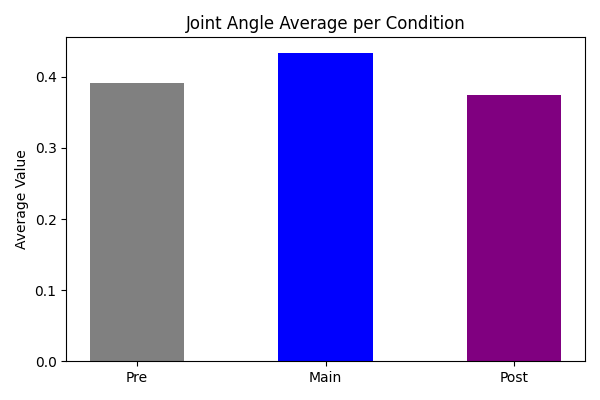 Joint Angle Average per Condition
Average Value
0.4
0.3
0.2
0.1
0.0
Pre
Main
Post